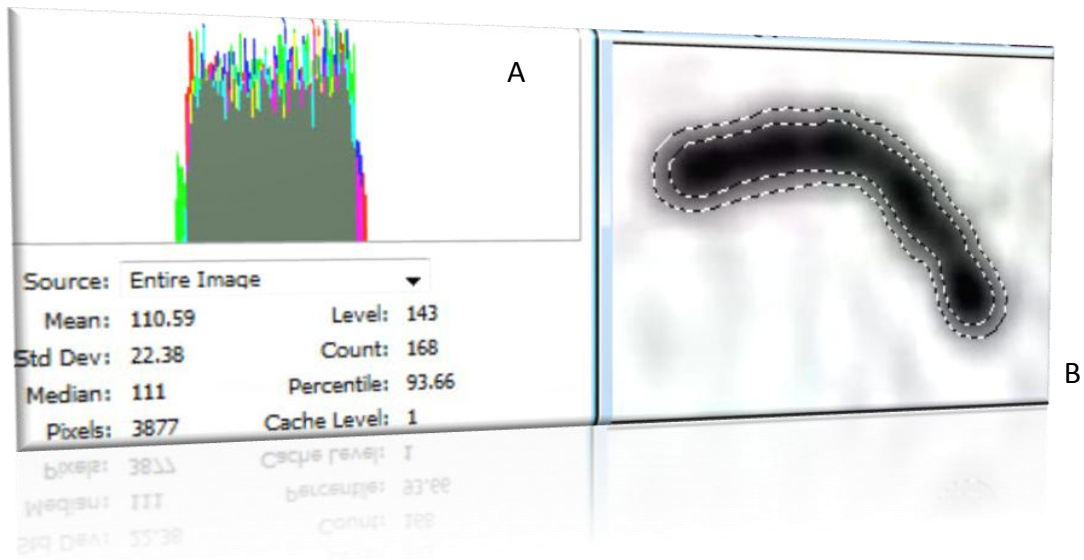 A
Source: Entire Image
Mean: 110.59 Level: 143
Std Dev: 22.38 Count: 168
Median: 111 Percentile: 93.66
Pixels: 3877 Cache Level: 1
B